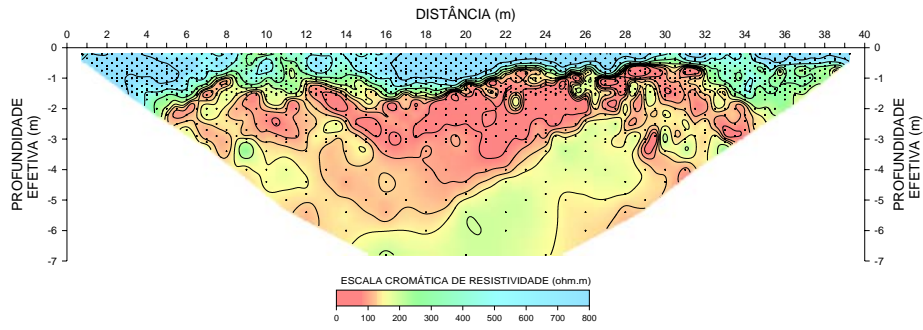 DISTÂNCIA (m)
0 2 4 6 8 10 12 14 16 18 20 22 24 26 28 30 32 34 36 38 40
0
-1
-2
-3
-4
-5
-6
-7
PROFUNDIDADE
EFETIVA (m)
0
-1
-2
-3
-4
-5
-6
-7
PROFUNDIDADE
EFETIVA (m)
ESCALA CROMÁTICA DE RESISTIVIDADE (ohm.m)
0 100 200 300 400 500 600 700 800